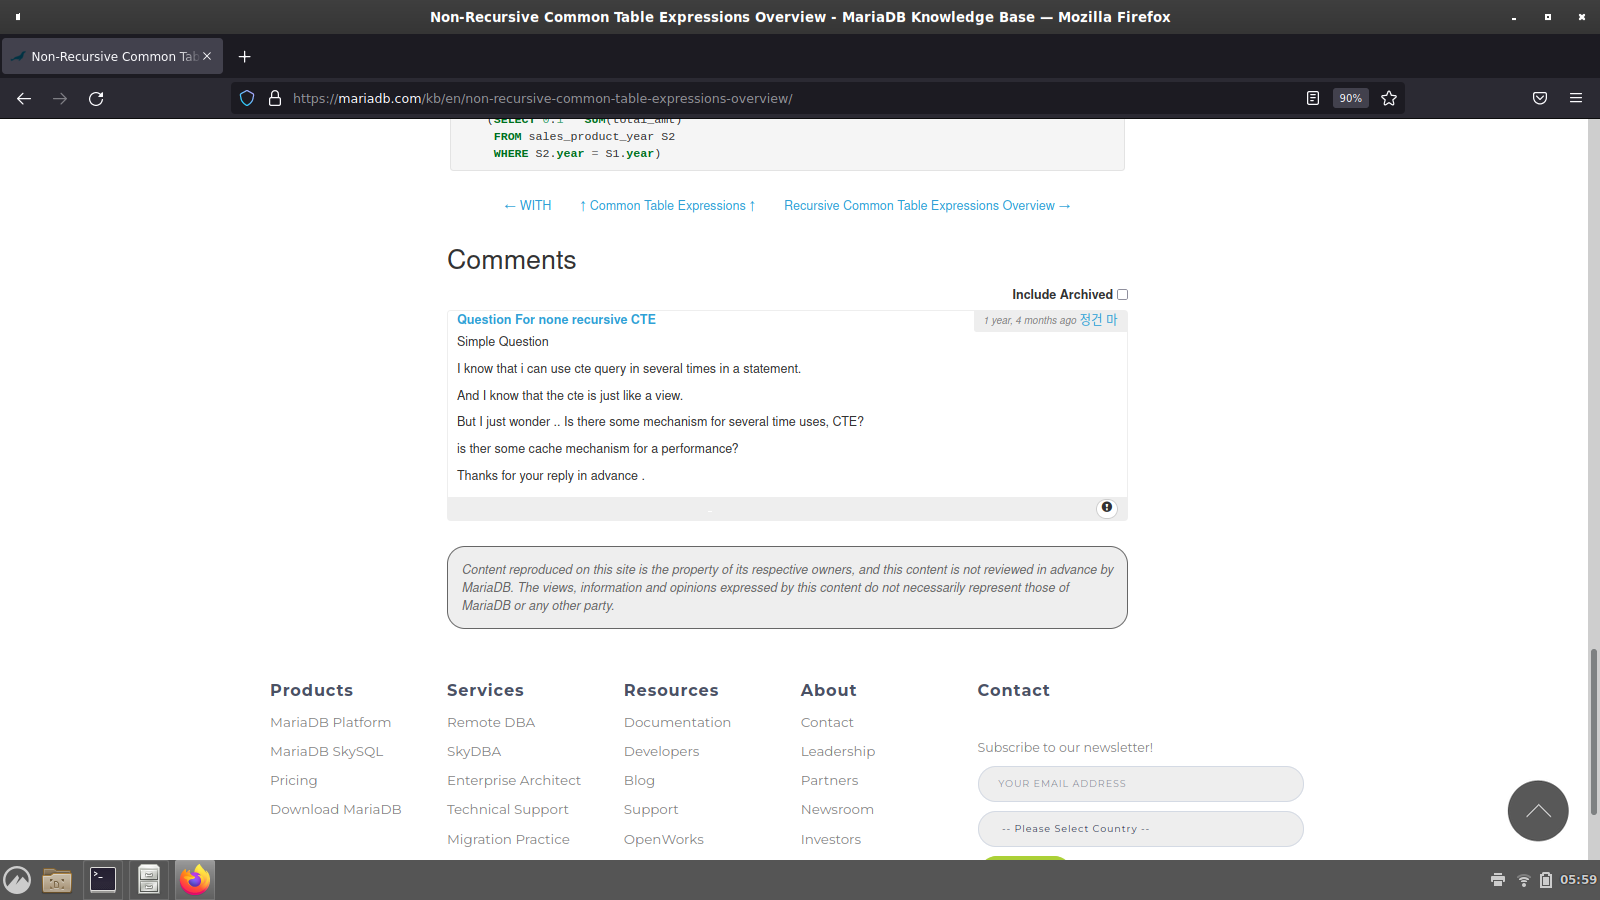 Non-Recursive Common Table Expressions Overview - MariaDB Knowledge Base — Mozilla Firefox
Non-Recursive Common Tab
https://mariadb.com/kb/en/non-recursive-common-table-expressions-overview/
90%
FROM sales_product_year S2
WHERE S2.year = S1.year)
← WITH ↑ Common Table Expressions ↑ Recursive Common Table Expressions Overview →
Comments
Include Archived
Question For none recursive CTE
1 year, 4 months ago 정건 마
Simple Question
I know that i can use cte query in several times in a statement.
And I know that the cte is just like a view.
But I just wonder .. Is there some mechanism for several time uses, CTE?
is ther some cache mechanism for a performance?
Thanks for your reply in advance .
Content reproduced on this site is the property of its respective owners, and this content is not reviewed in advance by
MariaDB. The views, information and opinions expressed by this content do not necessarily represent those of
MariaDB or any other party.
Products
MariaDB Platform
MariaDB SkySQL
Pricing
Download MariaDB
Services
Remote DBA
SkyDBA
Enterprise Architect
Technical Support
Migration Practice
Resources
Documentation
Developers
Blog
Support
OpenWorks
About
Contact
Leadership
Partners
Newsroom
Investors
Contact
Subscribe to our newsletter!
YOUR EMAIL ADDRESS
-- Please Select Country --
05:59